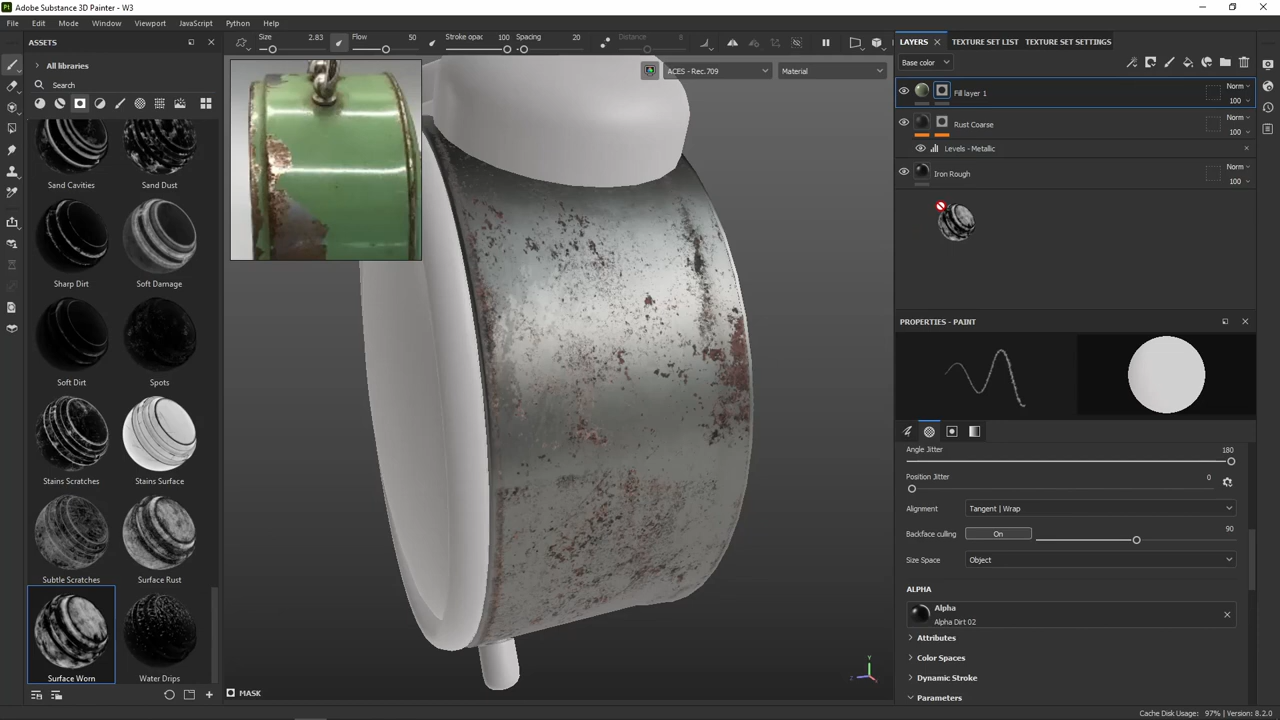 Adobe Substance 3D Painter - W3
File Edit Mode Window Viewport JavaScript Python Help
ASSETS
All libraries
Search
Sand Cavities Sand Dust
Sharp Dirt Soft Damage
Soft Dirt Spots
Stains Scratches Stains Surface
Subtle Scratches Surface Rust
Surface Worn Water Drips
Size 2.83 Flow 50 Stroke opac 100 Spacing 20 Distance 8
ACES - Rec.709 Material
MASK
LAYERS TEXTURE SET LIST TEXTURE SET SETTINGS
Base color
Fill layer 1 Norm
100
Rust Coarse Norm
100
Levels - Metallic
Iron Rough Norm
100
PROPERTIES - PAINT
Angle Jitter 180
Position Jitter 0
Alignment Tangent | Wrap
Backface culling On 90
Size Space Object
ALPHA
Alpha
Alpha Dirt 02
Attributes
Color Spaces
Dynamic Stroke
Parameters
Cache Disk Usage: 97% | Version: 8.2.0